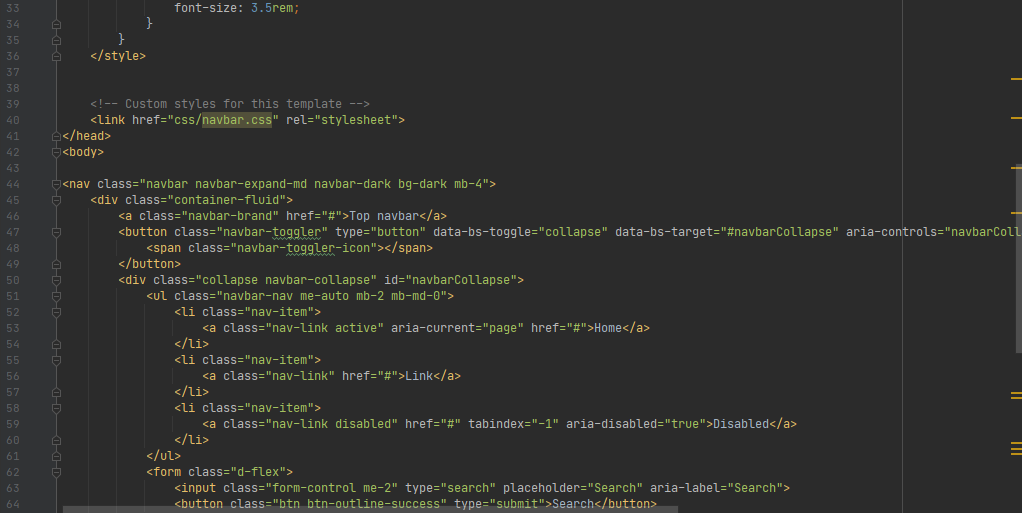 33 font-size: 3.5rem;
34 }
35 }
36 </style>
37
38
39 <!-- Custom styles for this template -->
40 <link href="css/navbar.css" rel="stylesheet">
41 </head>
42 <body>
43
44 <nav class="navbar navbar-expand-md navbar-dark bg-dark mb-4">
45 <div class="container-fluid">
46 <a class="navbar-brand" href="#">Top navbar</a>
47 <button class="navbar-toggler" type="button" data-bs-toggle="collapse" data-bs-target="#navbarCollapse" aria-controls="navbarColl
48 <span class="navbar-toggler-icon"></span>
49 </button>
50 <div class="collapse navbar-collapse" id="navbarCollapse">
51 <ul class="navbar-nav me-auto mb-2 mb-md-0">
52 <li class="nav-item">
53 <a class="nav-link active" aria-current="page" href="#">Home</a>
54 </li>
55 <li class="nav-item">
56 <a class="nav-link" href="#">Link</a>
57 </li>
58 <li class="nav-item">
59 <a class="nav-link disabled" href="#" tabindex="-1" aria-disabled="true">Disabled</a>
60 </li>
61 </ul>
62 <form class="d-flex">
63 <input class="form-control me-2" type="search" placeholder="Search" aria-label="Search">
64 <button class="btn btn-outline-success" type="submit">Search</button>